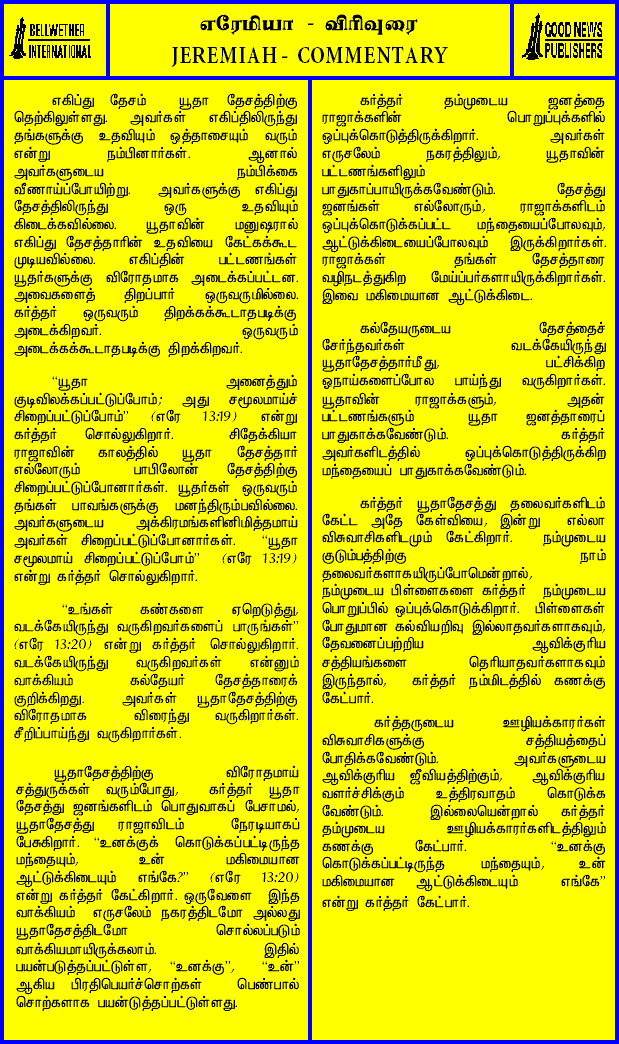 BELLWETHER
INTERNATIONAL
எரேமியா - விரிவுரை
JEREMIAH - COMMENTARY
GOOD NEWS
PUBLISHERS
எகிப்து தேசம் யூதா தேசத்திற்கு
தெற்கிலுள்ளது. அவர்கள் எகிப்திலிருந்து
தங்களுக்கு உதவியும் ஒத்தாசையும் வரும்
என்று நம்பினார்கள். ஆனால்
அவர்களுடைய நம்பிக்கை
வீணாய்ப்போயிற்று. அவர்களுக்கு எகிப்து
தேசத்திலிருந்து ஒரு உதவியும்
கிடைக்கவில்லை. யூதாவின் மனுஷரால்
எகிப்து தேசத்தாரின் உதவியை கேட்கக்கூட
முடியவில்லை. எகிப்தின் பட்டணங்கள்
யூதர்களுக்கு விரோதமாக அடைக்கப்பட்டன.
அவைகளைத் திறப்பார் ஒருவருமில்லை.
கர்த்தர் ஒருவரும் திறக்கக்கூடாதபடிக்கு
அடைக்கிறவர். ஒருவரும்
அடைக்கக்கூடாதபடிக்கு திறக்கிறவர்.
“யூதா அனைத்தும்
குடிவிலக்கப்பட்டுப்போம்; அது சமூலமாய்ச்
சிறைப்பட்டுப்போம்” (எரே 13:19) என்று
கர்த்தர் சொல்லுகிறார். சிதேக்கியா
ராஜாவின் காலத்தில் யூதா தேசத்தார்
எல்லோரும் பாபிலோன் தேசத்திற்கு
சிறைப்பட்டுப்போனார்கள். யூதர்கள் ஒருவரும்
தங்கள் பாவங்களுக்கு மனந்திரும்பவில்லை.
அவர்களுடைய அக்கிரமங்களினிமித்தமாய்
அவர்கள் சிறைப்பட்டுப்போனார்கள். “யூதா
சமூலமாய் சிறைப்பட்டுப்போம்” (எரே 13:19)
என்று கர்த்தர் சொல்லுகிறார்.
“உங்கள் கண்களை ஏறெடுத்து,
வடக்கேயிருந்து வருகிறவர்களைப் பாருங்கள்”
(எரே 13:20) என்று கர்த்தர் சொல்லுகிறார்.
வடக்கேயிருந்து வருகிறவர்கள் என்னும்
வாக்கியம் கல்தேயர் தேசத்தாரைக்
குறிக்கிறது. அவர்கள் யூதாதேசத்திற்கு
விரோதமாக விரைந்து வருகிறார்கள்.
சீறிப்பாய்ந்து வருகிறார்கள்.
யூதாதேசத்திற்கு விரோதமாய்
சத்துருக்கள் வரும்போது, கர்த்தர் யூதா
தேசத்து ஜனங்களிடம் பொதுவாகப் பேசாமல்,
யூதாதேசத்து ராஜாவிடம் நேரடியாகப்
பேசுகிறார். “உனக்குக் கொடுக்கப்பட்டிருந்த
மந்தையும், உன் மகிமையான
ஆட்டுக்கிடையும் எங்கே?” (எரே 13:20)
என்று கர்த்தர் கேட்கிறார். ஒருவேளை இந்த
வாக்கியம் எருசலேம் நகரத்திடமோ அல்லது
யூதாதேசத்திடமோ சொல்லப்படும்
வாக்கியமாயிருக்கலாம். இதில்
பயன்படுத்தப்பட்டுள்ள, “உனக்கு”, “உன்”
ஆகிய பிரதிபெயர்ச்சொற்கள் பெண்பால்
சொற்களாக பயன்டுத்தப்பட்டுள்ளது.
கர்த்தர் தம்முடைய ஜனத்தை
ராஜாக்களின் பொறுப்புக்களில்
ஒப்புக்கொடுத்திருக்கிறார். அவர்கள்
எருசலேம் நகரத்திலும், யூதாவின்
பட்டணங்களிலும்
பாதுகாப்பாயிருக்கவேண்டும். தேசத்து
ஜனங்கள் எல்லோரும், ராஜாக்களிடம்
ஒப்புக்கொடுக்கப்பட்ட மந்தையைப்போலவும்,
ஆட்டுக்கிடையைப்போலவும் இருக்கிறார்கள்.
ராஜாக்கள் தங்கள் தேசத்தாரை
வழிநடத்துகிற மேய்ப்பர்களாயிருக்கிறார்கள்.
இவை மகிமையான ஆட்டுக்கிடை.
கல்தேயருடைய தேசத்தைச்
சேர்ந்தவர்கள் வடக்கேயிருந்து
யூதாதேசத்தார்மீது, பட்சிக்கிற
ஓநாய்களைப்போல பாய்ந்து வருகிறார்கள்.
யூதாவின் ராஜாக்களும், அதன்
பட்டணங்களும் யூதா ஜனத்தாரைப்
பாதுகாக்கவேண்டும். கர்த்தர்
அவர்களிடத்தில் ஒப்புக்கொடுத்திருக்கிற
மந்தையைப் பாதுகாக்கவேண்டும்.
கர்த்தர் யூதாதேசத்து தலைவர்களிடம்
கேட்ட அதே கேள்வியை, இன்று எல்லா
விசுவாசிகளிடமும் கேட்கிறார். நம்முடைய
குடும்பத்திற்கு நாம்
தலைவர்களாகயிருப்போமென்றால்,
நம்முடைய பிள்ளைகளை கர்த்தர் நம்முடைய
பொறுப்பில் ஒப்புக்கொடுக்கிறார். பிள்ளைகள்
போதுமான கல்வியறிவு இல்லாதவர்களாகவும்,
தேவனைப்பற்றிய ஆவிக்குரிய
சத்தியங்களை தெரியாதவர்களாகவும்
இருந்தால், கர்த்தர் நம்மிடத்தில் கணக்கு
கேட்பார்.
கர்த்தருடைய ஊழியக்காரர்கள்
விசுவாசிகளுக்கு சத்தியத்தைப்
போதிக்கவேண்டும். அவர்களுடைய
ஆவிக்குரிய ஜீவியத்திற்கும், ஆவிக்குரிய
வளர்ச்சிக்கும் உத்திரவாதம் கொடுக்க
வேண்டும். இல்லையென்றால் கர்த்தர்
தம்முடைய ஊழியக்காரர்களிடத்திலும்
கணக்கு கேட்பார். “உனக்கு
கொடுக்கப்பட்டிருந்த மந்தையும், உன்
மகிமையான ஆட்டுக்கிடையும் எங்கே”
என்று கர்த்தர் கேட்பார்.